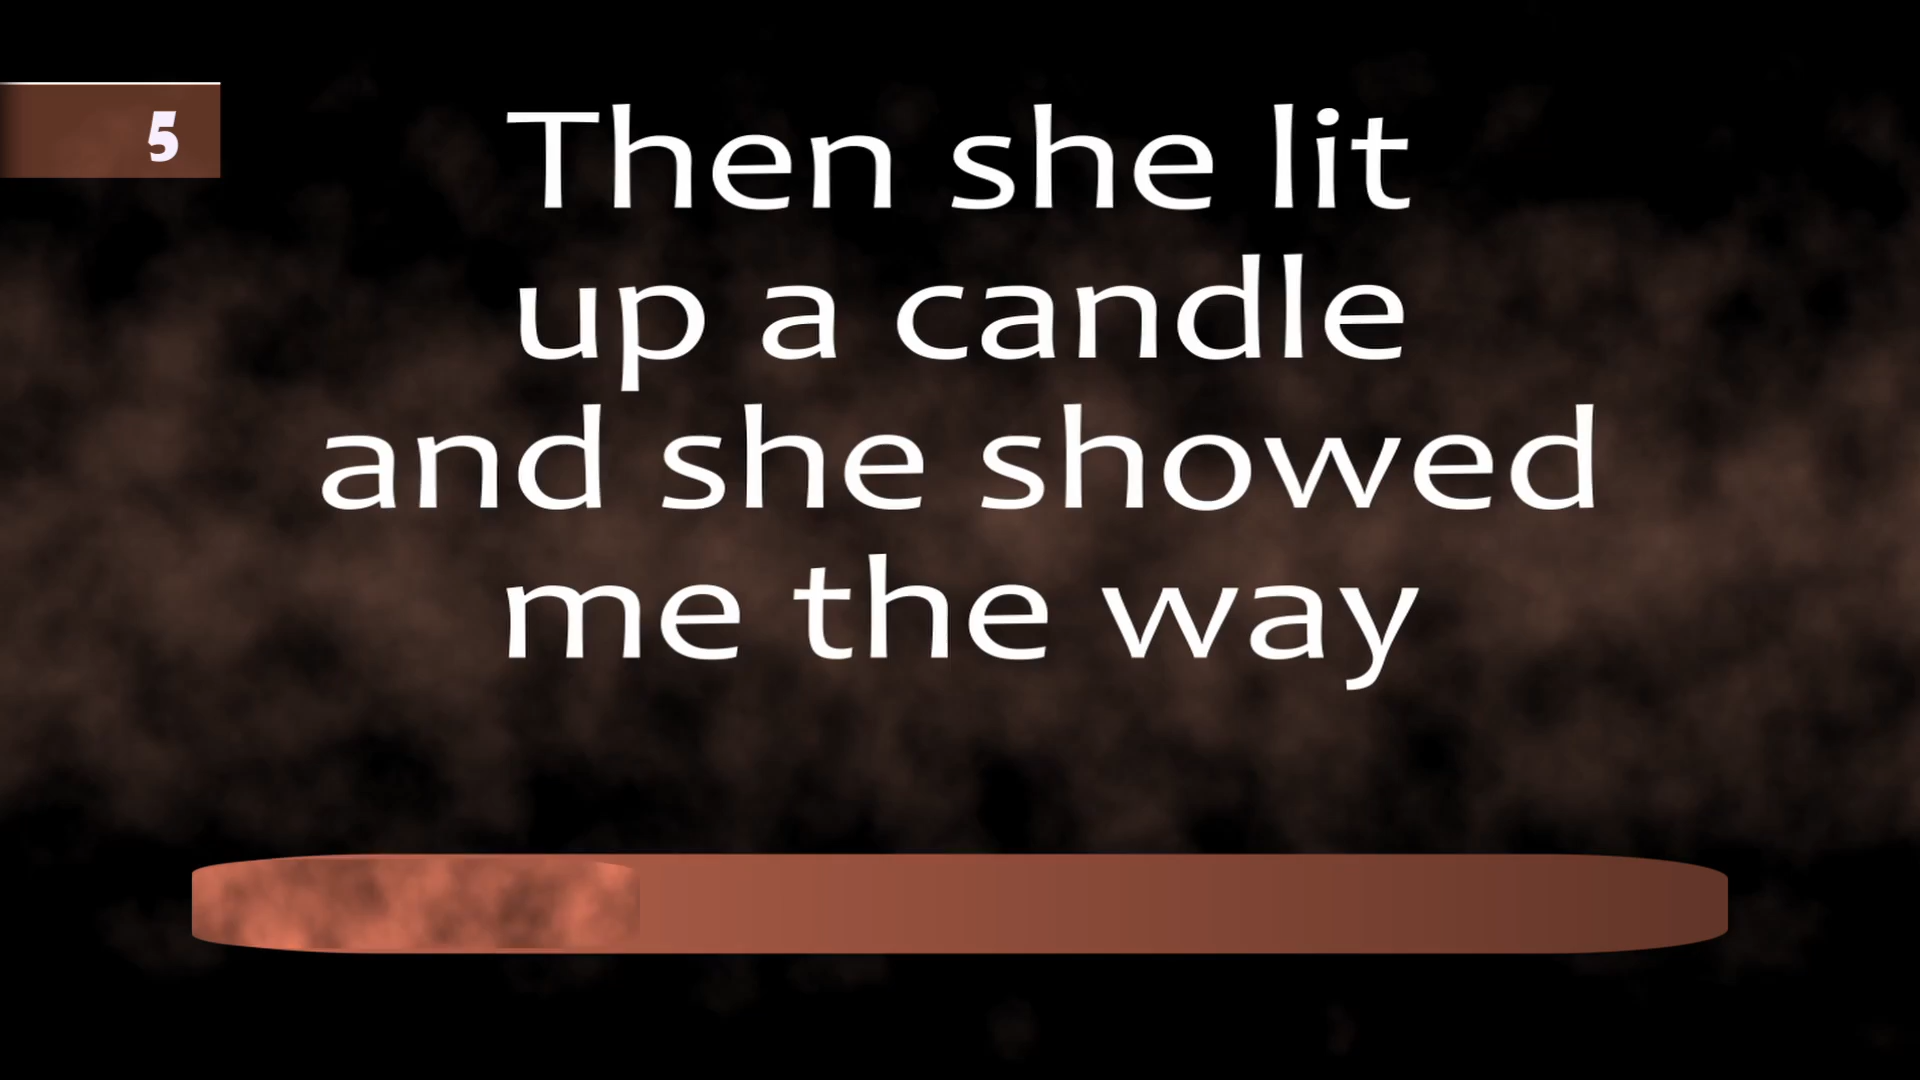 5
Then she lit
up a candle
and she showed
me the way